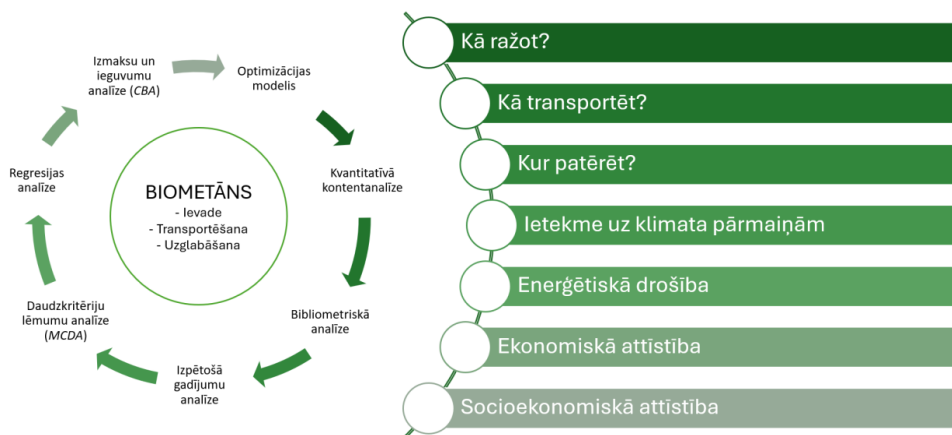 Izmaksu un
ieguvumu
analīze (CBA)
Optimizācijas
modelis
Kvantitatīvā
kontentanalīze
Bibliometriskā
analīze
Izpētošā
gadījumu
analīze
Daudzkritēriju
lēmumu analīze
(MCDA)
Regresijas
analīze
BIOMETĀNS
- Ievade
- Transportēšana
- Uzglabāšana
Kā ražot?
Kā transportēt?
Kur patērēt?
Ietekme uz klimata pārmaiņām
Enerģētiskā drošība
Ekonomiskā attīstība
Socioekonomiskā attīstība